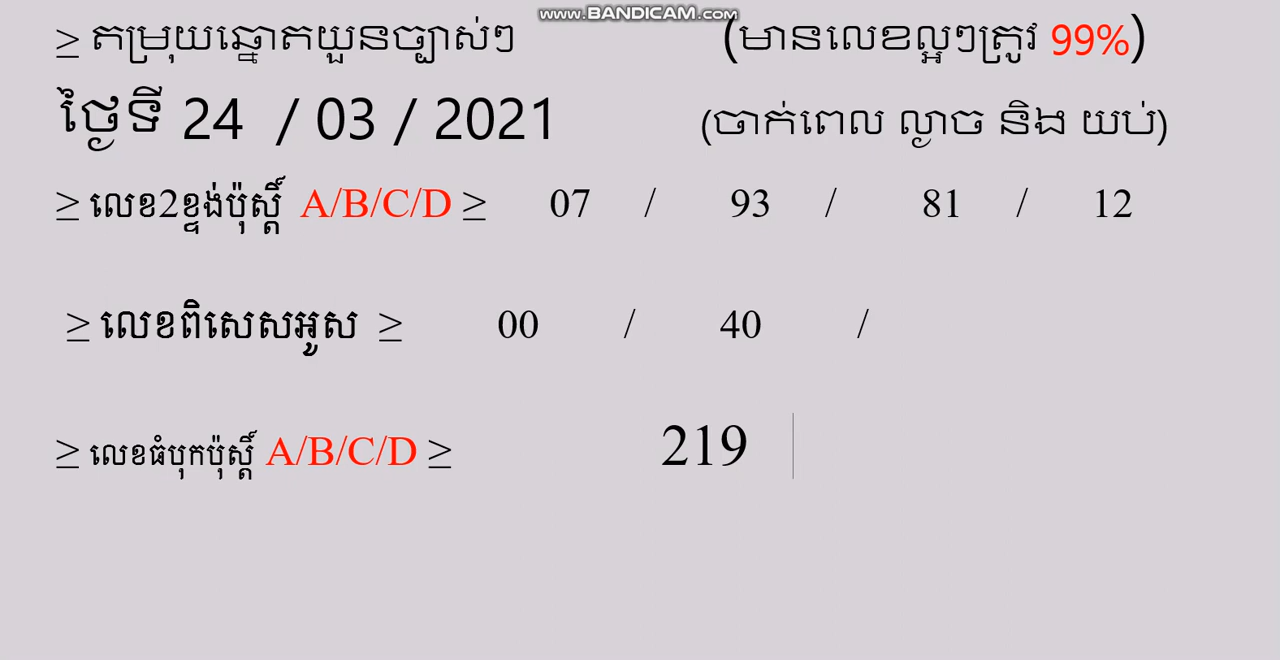 www.BANDICAM.com
≥ តម្រុយឆ្នោតយួនច្បាស់ៗ (មានលេខល្អៗត្រូវ 99%)
ថ្ងៃទី 24 / 03 / 2021 (ចាក់ពេល ល្ងាច និង យប់)
≥ លេខ2ខ្ទង់ប៉ុស្តិ៍ A/B/C/D ≥ 07 / 93 / 81 / 12
≥ លេខពិសេសអូស ≥ 00 / 40 /
≥ លេខធំបុកប៉ុស្តិ៍ A/B/C/D ≥ 219